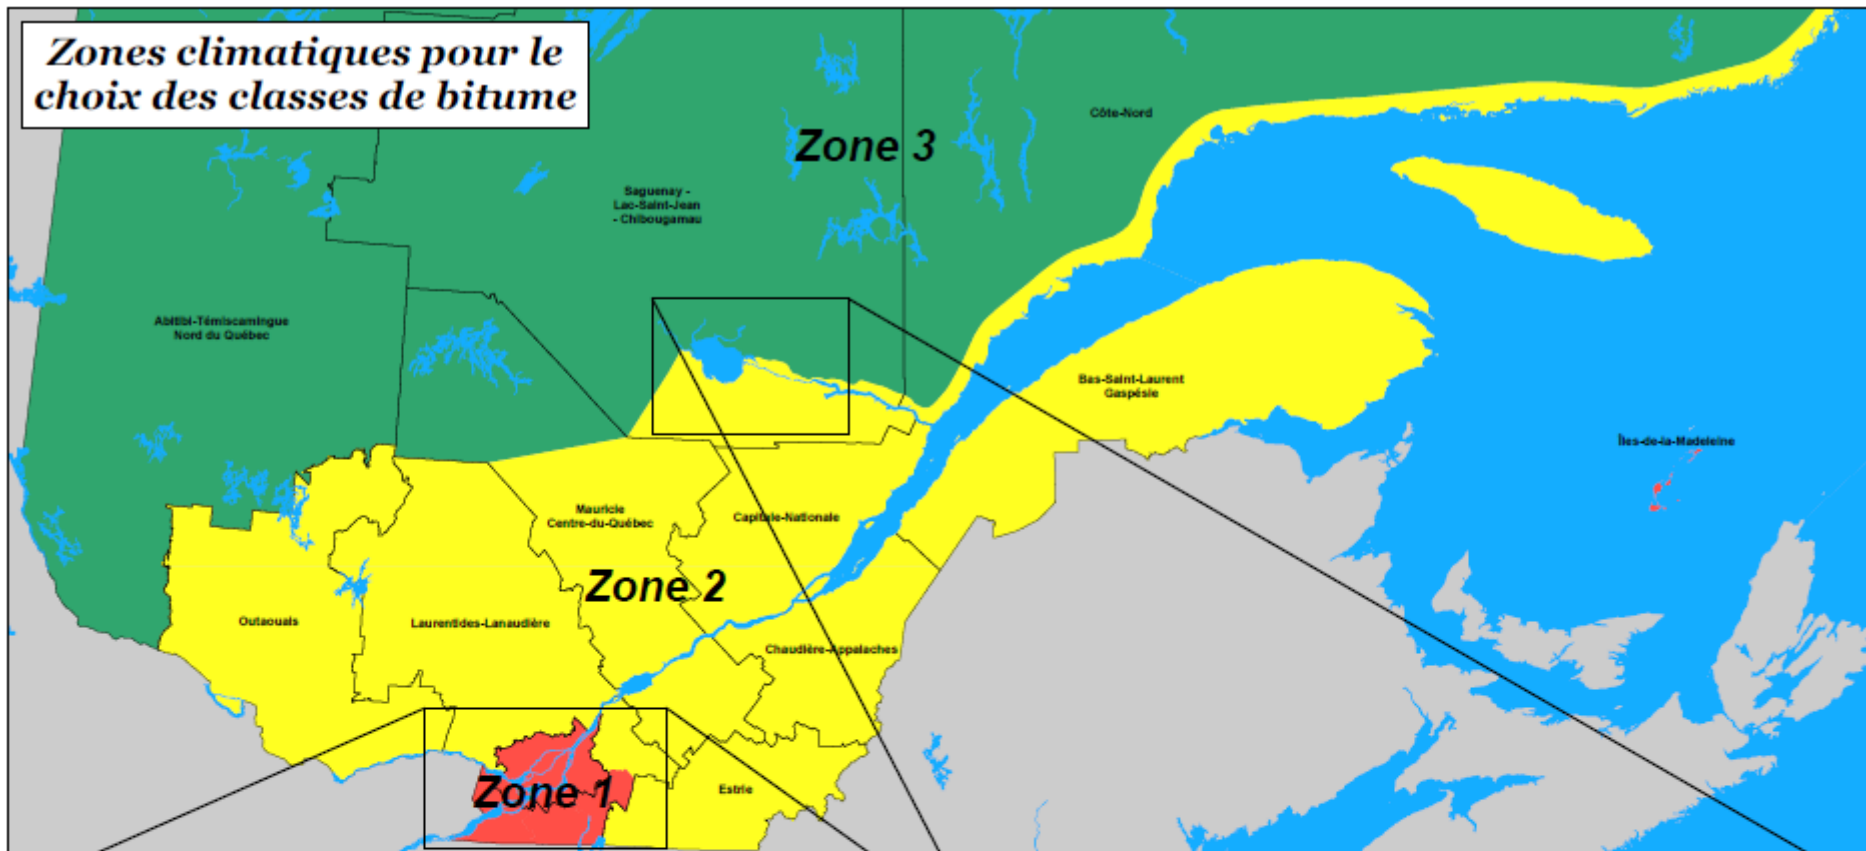 Zones climatiques pour le
choix des classes de bitume
Zone 3
Côte-Nord
Saguenay -
Lac-Saint-Jean
- Chibougamau
Abitibi-Témiscamingue
Nord du Québec
Bas-Saint-Laurent
Gaspésie
Îles-de-la-Madeleine
Mauricie
Centre-du-Québec
Capitale-Nationale
Zone 2
Outaouais
Laurentides-Lanaudière
Chaudière-Appalaches
Zone 1
Estrie